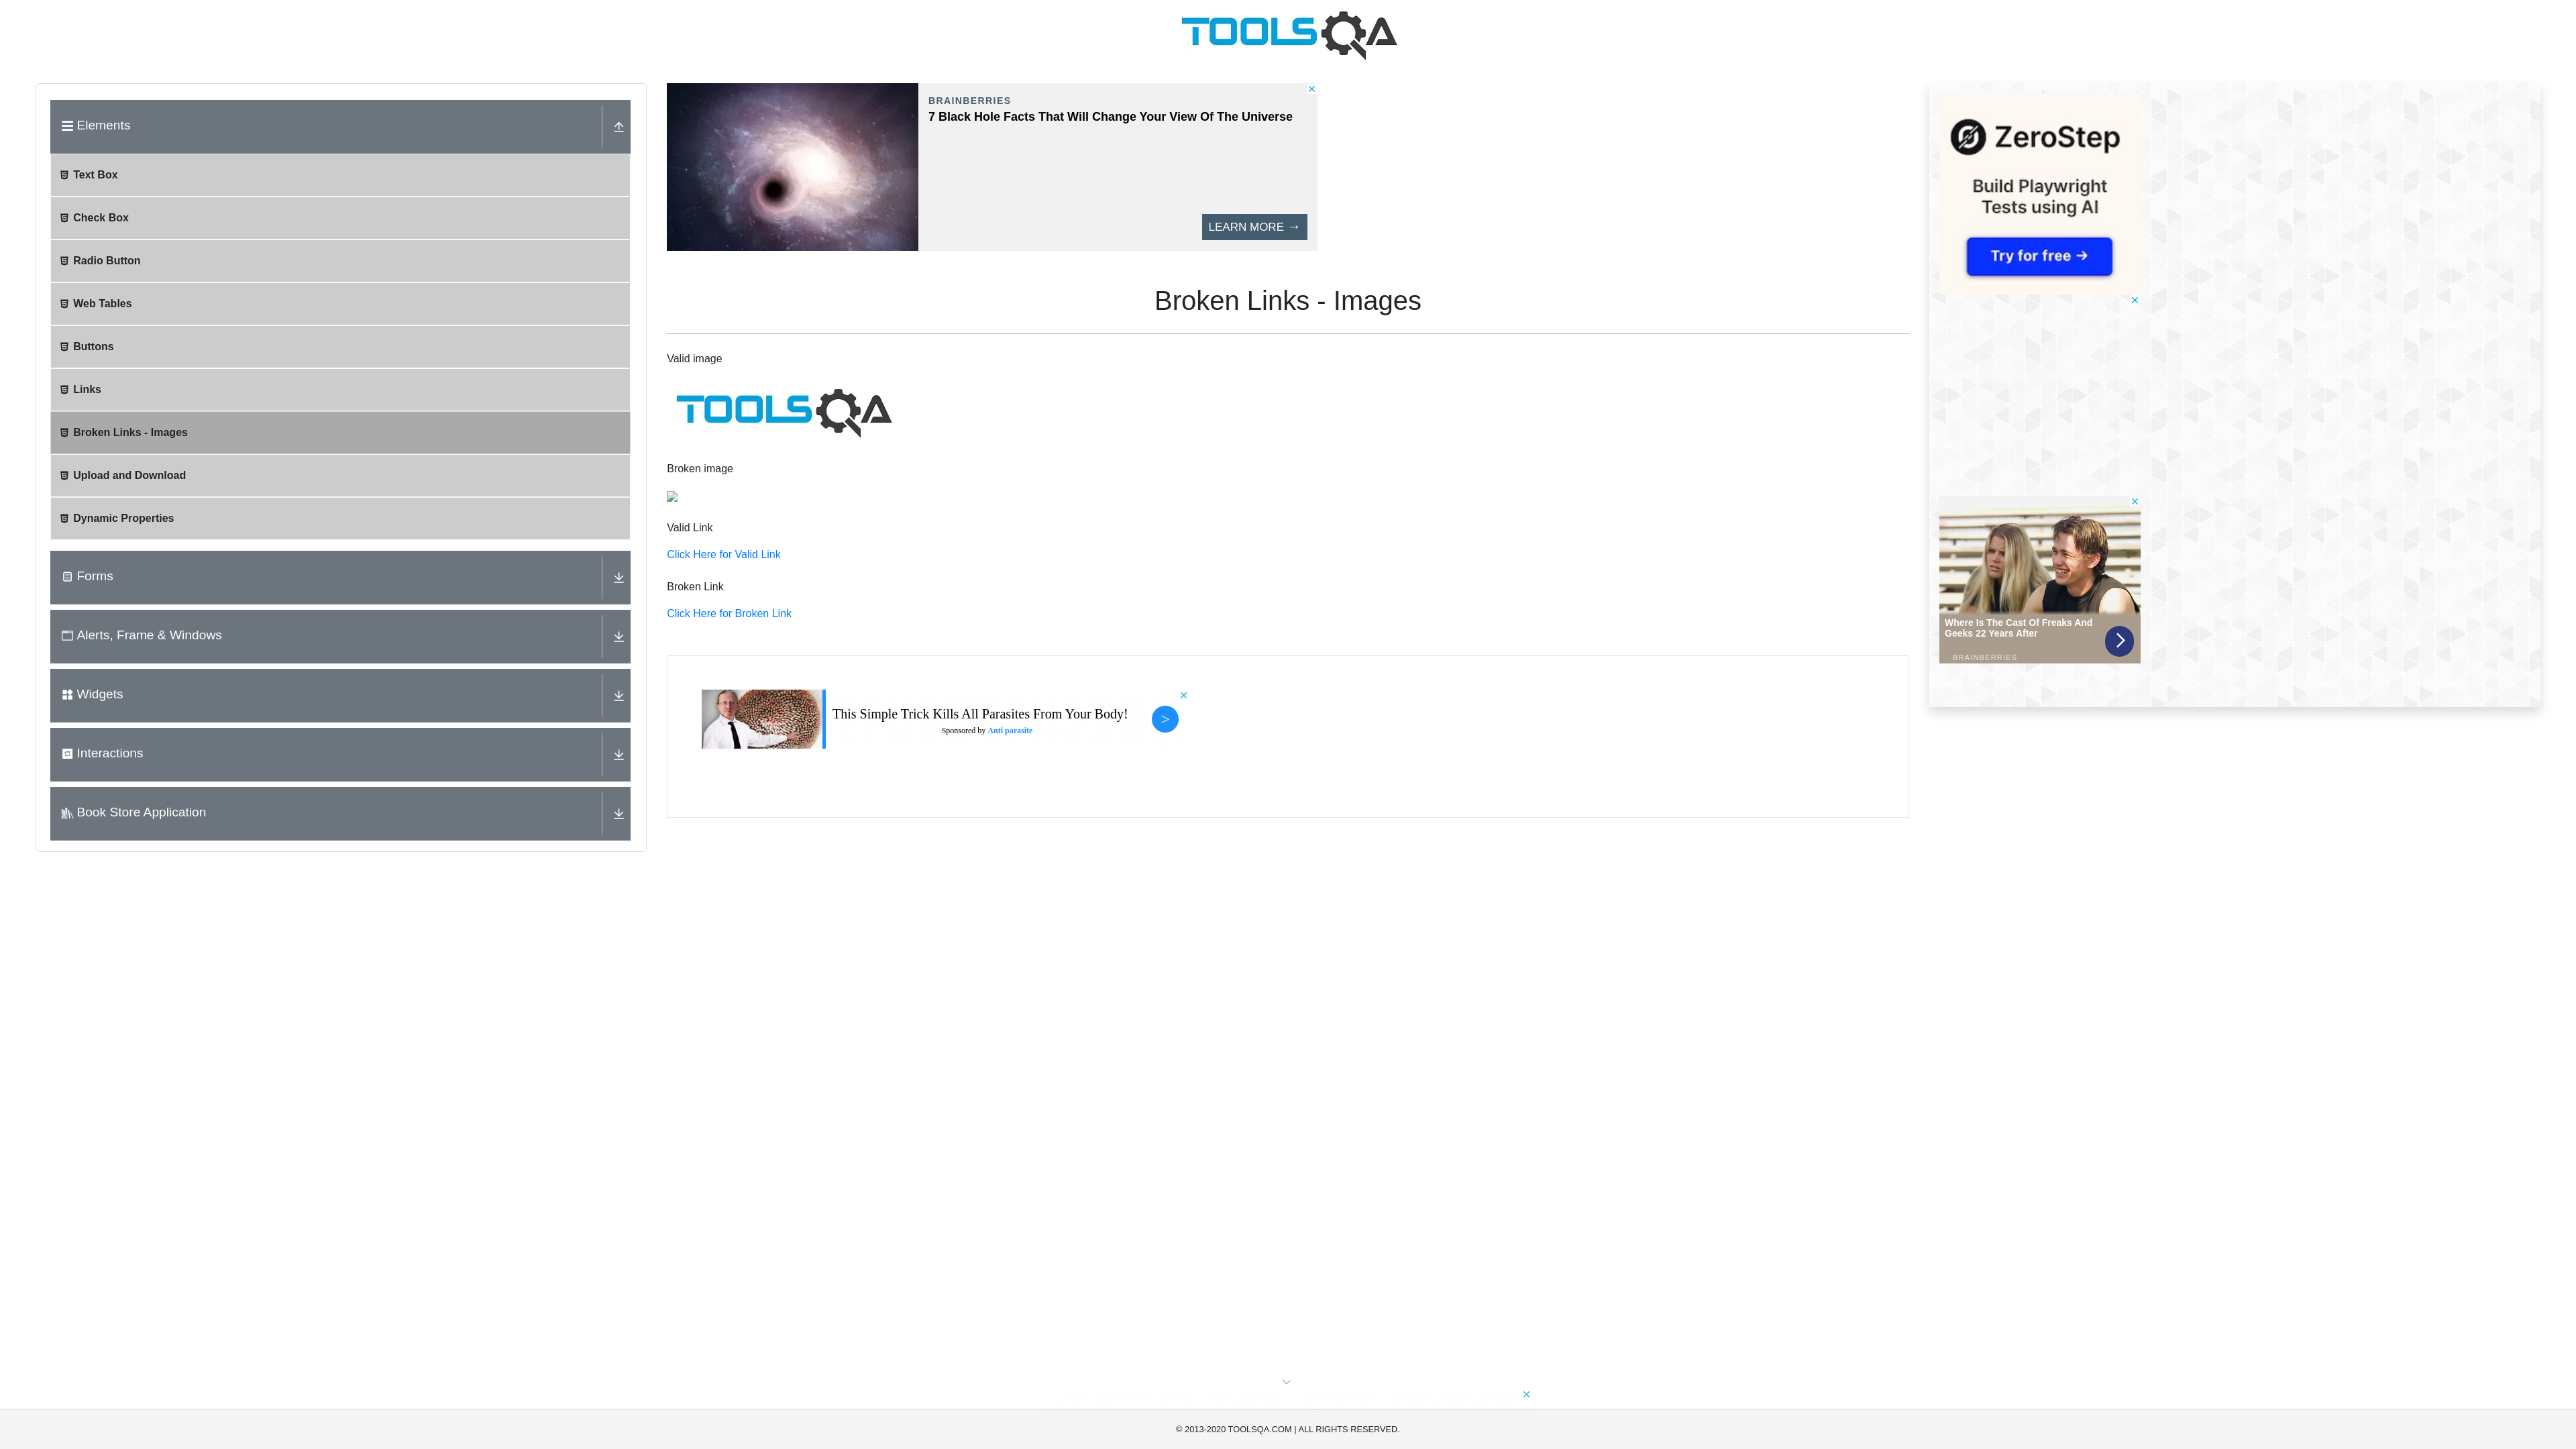 TOOLSQA
Elements
Text Box
Check Box
Radio Button
Web Tables
Buttons
Links
Broken Links - Images
Upload and Download
Dynamic Properties
Forms
Alerts, Frame & Windows
Widgets
Interactions
Book Store Application
BRAINBERRIES
7 Black Hole Facts That Will Change Your View Of The Universe
LEARN MORE →
Broken Links - Images
Valid image
TOOLSQA
Broken image
Valid Link
Click Here for Valid Link
Broken Link
Click Here for Broken Link
This Simple Trick Kills All Parasites From Your Body!
Sponsored by Anti parasite
>
ZeroStep
Build Playwright
Tests using AI
Try for free →
Where Is The Cast Of Freaks And
Geeks 22 Years After
BRAINBERRIES
© 2013-2020 TOOLSQA.COM | ALL RIGHTS RESERVED.